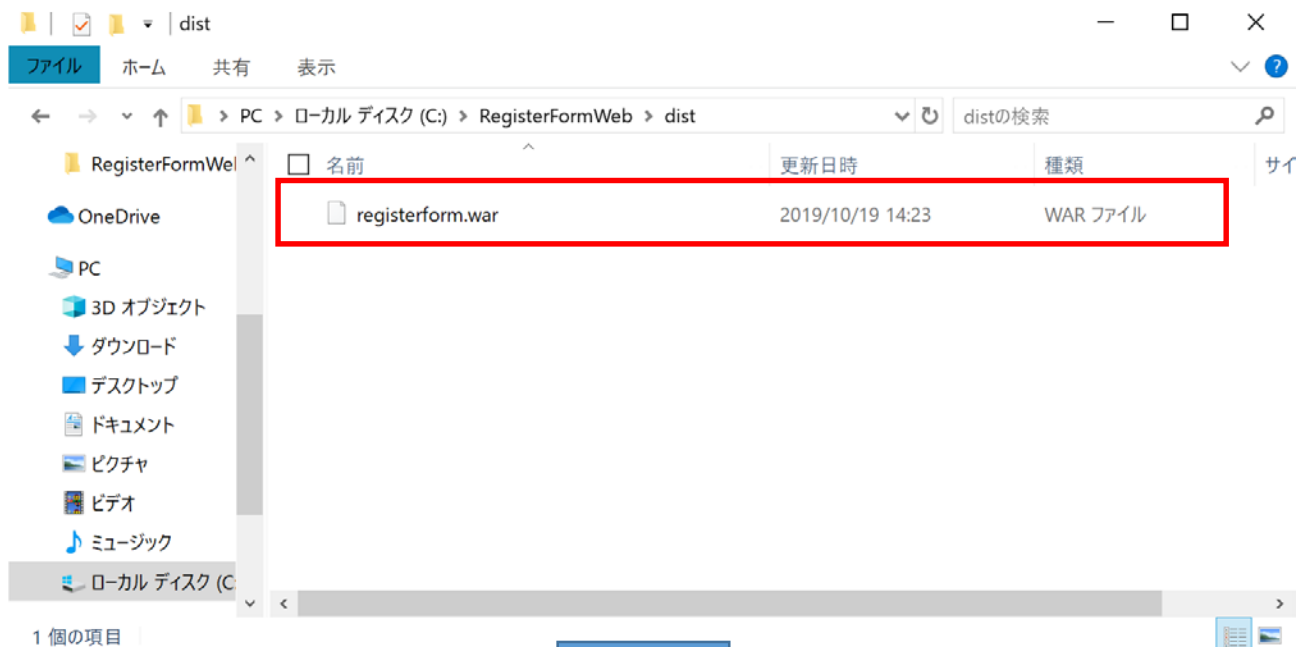 dist
ファイル ホーム 共有 表示
PC ローカル ディスク (C:) RegisterFormWeb dist distの検索
RegisterFormWel
名前 更新日時 種類 サイ
registerform.war 2019/10/19 14:23 WAR ファイル
OneDrive
PC
3D オブジェクト
ダウンロード
デスクトップ
ドキュメント
ピクチャ
ビデオ
ミュージック
ローカル ディスク (C:
1 個の項目